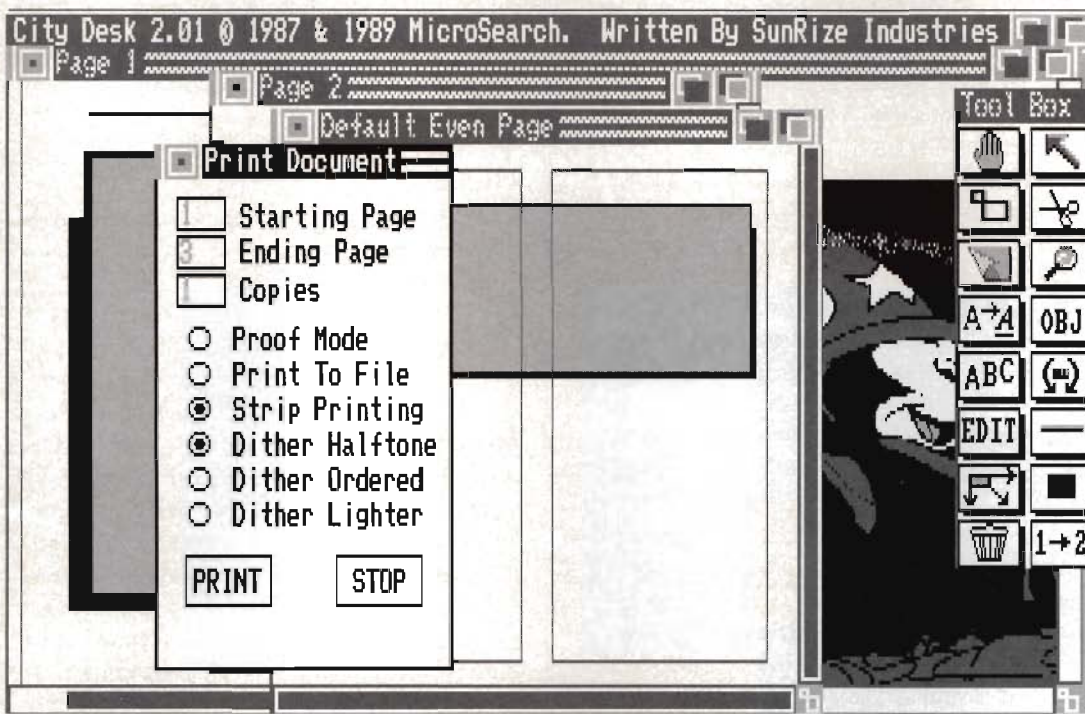 City Desk 2.01 © 1987 & 1989 MicroSearch. Written By SunRize Industries
Page 1
Page 2
Default Even Page
Tool Box
Print Document
1 Starting Page
3 Ending Page
1 Copies
Proof Mode
Print To File
Strip Printing
Dither Halftone
Dither Ordered
Dither Lighter
PRINT STOP
A→A OBJ
ABC
EDIT
1→2